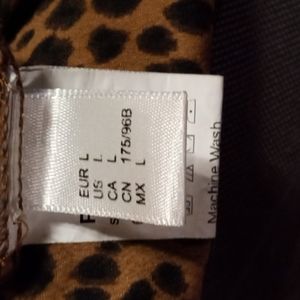 EUR L
US L
CA L
CN 175/96B
MX L
Machine Wash